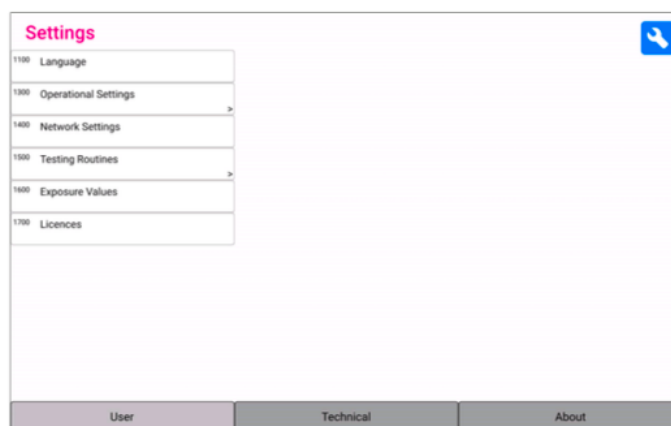 Settings
1100 Language
1300 Operational Settings
>
1400 Network Settings
1500 Testing Routines
>
1600 Exposure Values
1700 Licences
User Technical About